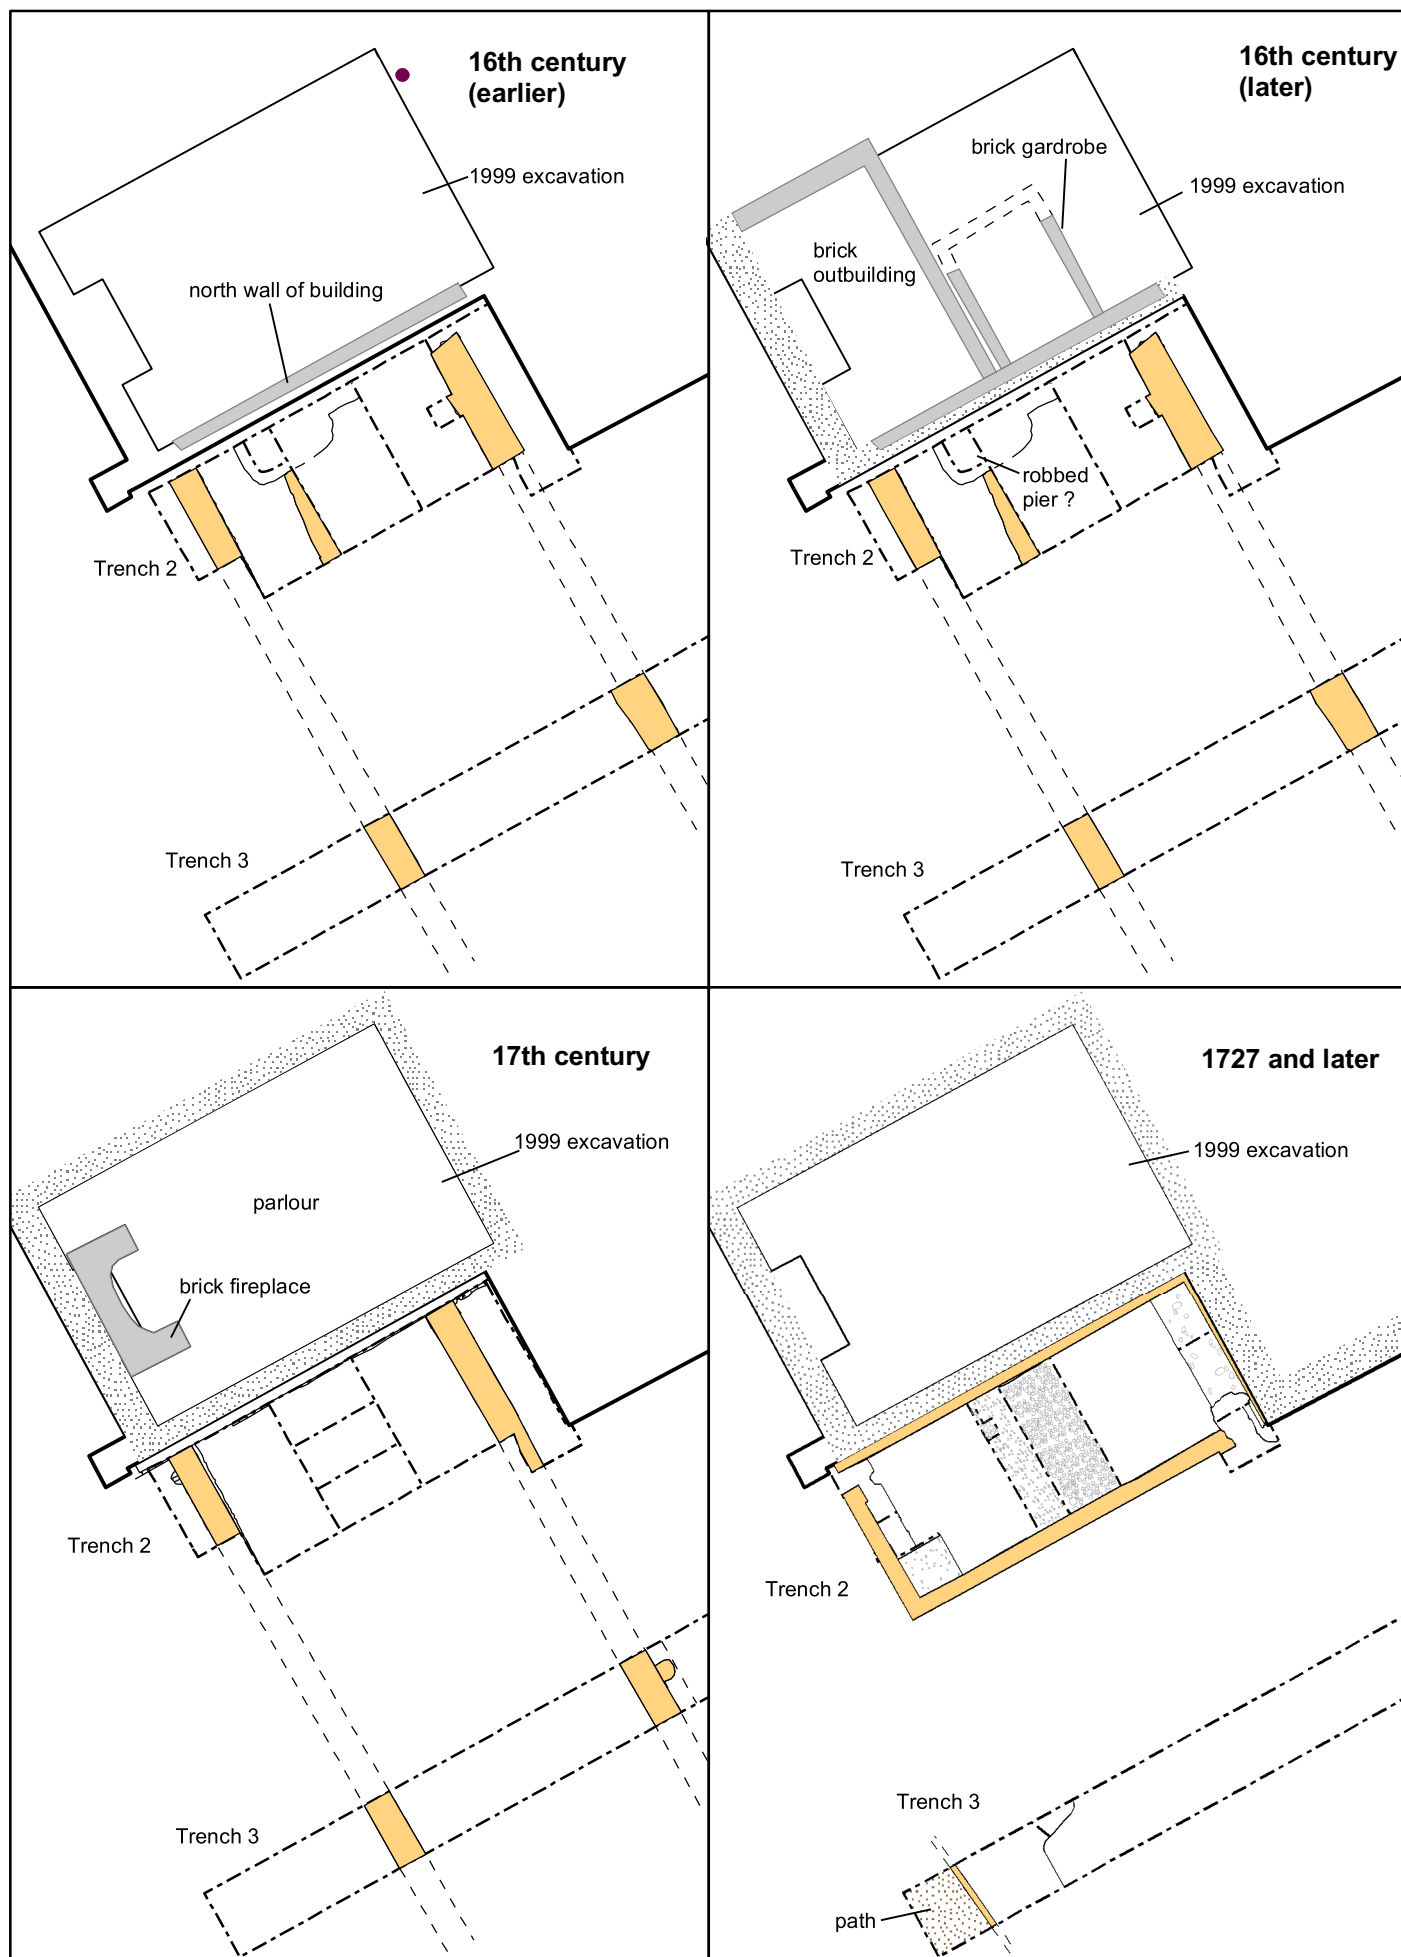 16th century
(earlier)
1999 excavation
north wall of building
Trench 2
Trench 3
16th century
(later)
brick gardrobe
1999 excavation
brick
outbuilding
robbed
pier ?
Trench 2
Trench 3
17th century
1999 excavation
parlour
brick fireplace
Trench 2
Trench 3
1727 and later
1999 excavation
Trench 2
Trench 3
path